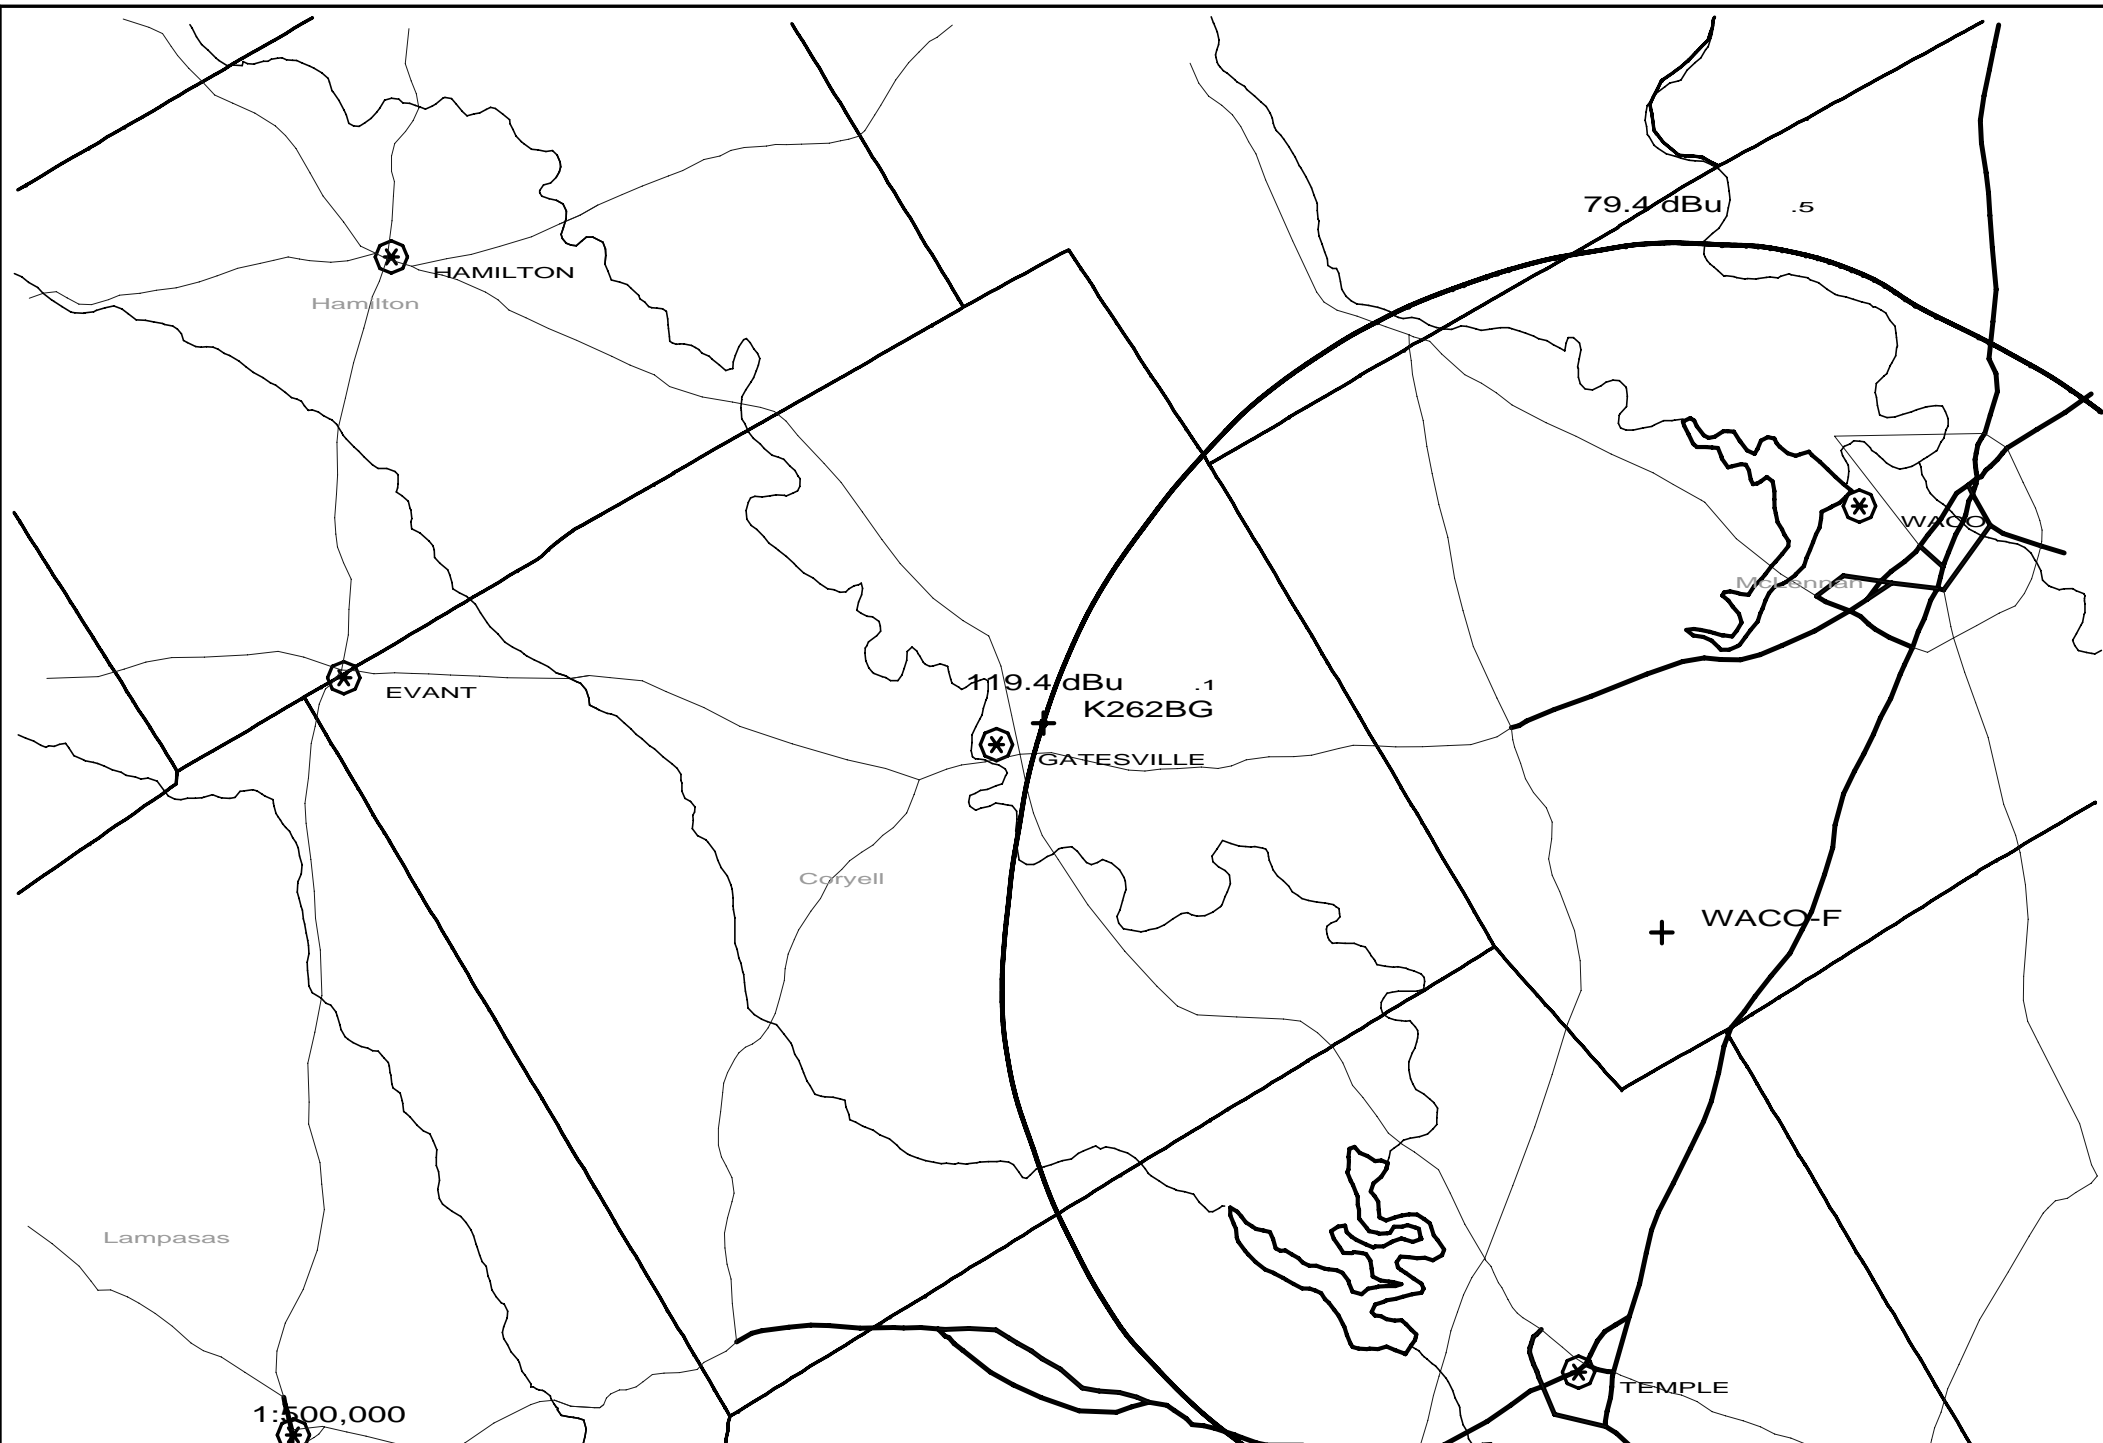 79.4 dBu .5
HAMILTON
Hamilton
WACO
McLennan
119.4 dBu .1
K262BG
EVANT
GATESVILLE
Coryell
WACO-F
Lampasas
TEMPLE
1:500,000